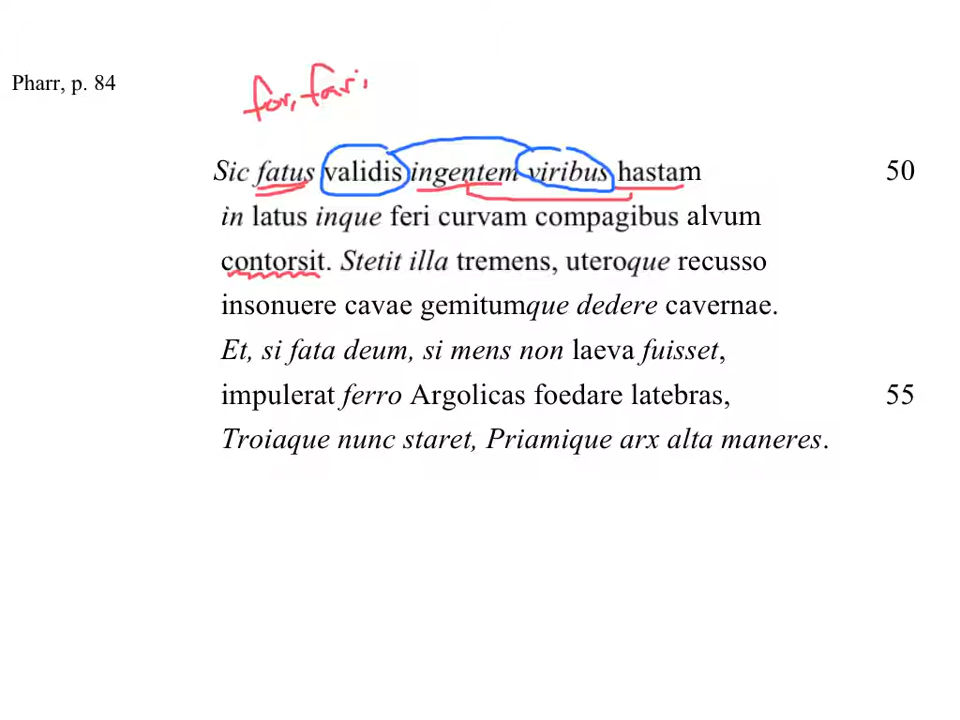 Pharr, p. 84
for, fari,
Sic fatus validis ingentem viribus hastam 50
in latus inque feri curvam compagibus alvum
contorsit. Stetit illa tremens, uteroque recusso
insonuere cavae gemitumque dedere cavernae.
Et, si fata deum, si mens non laeva fuisset,
impulerat ferro Argolicas foedare latebras, 55
Troiaque nunc staret, Priamique arx alta maneres.